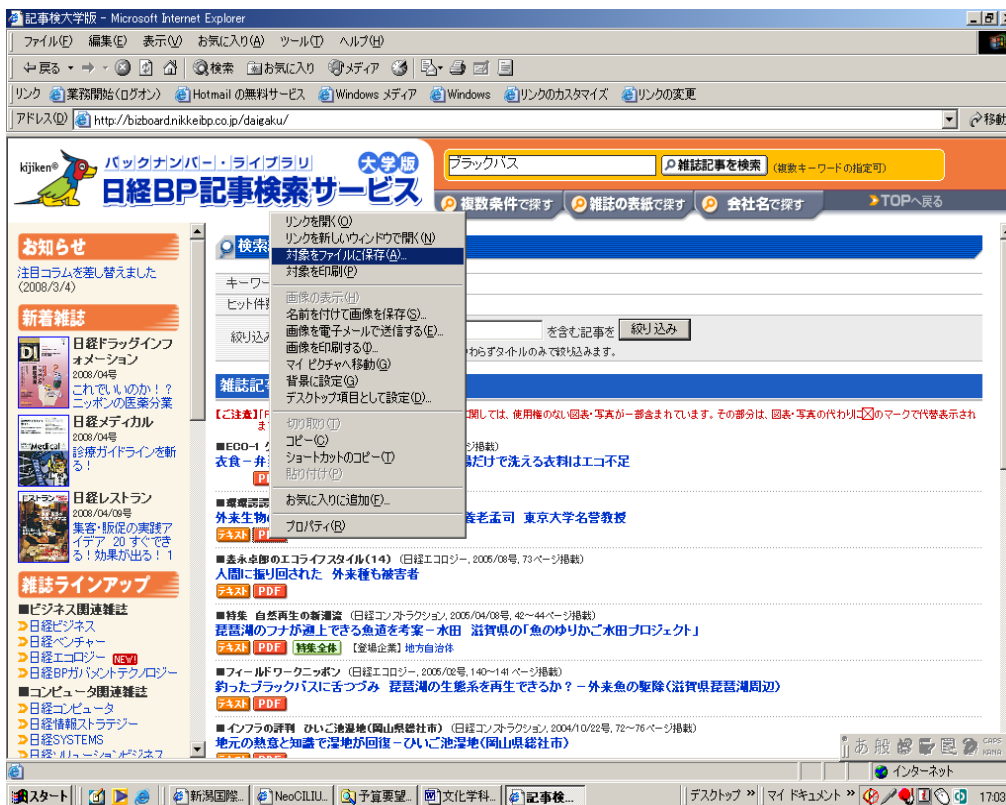 記事検大学版 - Microsoft Internet Explorer
ファイル(F) 編集(E) 表示(V) お気に入り(A) ツール(T) ヘルプ(H)
戻る 検索 お気に入り メディア
リンク 業務開始(ログオン) Hotmail の無料サービス Windows メディア Windows リンクのカスタマイズ リンクの変更
アドレス(D) http://bizboard.nikkeibp.co.jp/daigaku/ 移動
kijiken® バックナンバー・ライブラリ 大学版
日経BP記事検索サービス
ブラックバス 雑誌記事を検索 (複数キーワードの指定可)
複数条件で探す 雑誌の表紙で探す 会社名で探す TOPへ戻る
お知らせ
注目コラムを差し替えました
(2008/3/4)
新着雑誌
日経ドラッグインフォメーション
2008/04号
これでいいのか!?
ニッポンの医薬分業
日経メディカル
2008/04号
診療ガイドラインを斬る!
日経レストラン
2008/04/09号
集客・販促の実践アイデア 20 すぐできる!効果が出る! 1
雑誌ラインアップ
■ビジネス関連雑誌
日経ビジネス
日経ベンチャー
日経エコロジー NEW!
日経BPガバメントテクノロジー
■コンピュータ関連雑誌
日経コンピュータ
日経情報ストラテジー
日経SYSTEMS
日経ソリューションビジネス
リンクを開く(O)
リンクを新しいウィンドウで開く(N)
対象をファイルに保存(A)...
対象を印刷(P)
画像の表示(H)
名前を付けて画像を保存(S)...
画像を電子メールで送信する(E)...
画像を印刷する(I)...
マイ ピクチャへ移動(G)
背景に設定(G)
デスクトップ項目として設定(D)...
切り取り(T)
コピー(C)
ショートカットのコピー(T)
貼り付け(P)
お気に入りに追加(F)...
プロパティ(R)
検索
キーワー
ヒット件数
絞り込み を含む記事を 絞り込み
わらずタイトルのみで絞り込みます。
雑誌記
【ご注意】 関しては、使用権のない図表・写真が一部含まれています。その部分は、図表・写真の代わりに のマークで代替表示され
ま
■ECO-1 ページ掲載)
衣食-弁 湯だけで洗える衣料はエコ不足
■環境
外来生物 養老孟司 東京大学名誉教授
テキスト
■森永卓郎のエコライフスタイル(14) (日経エコロジー, 2005/08号, 73ページ掲載)
人間に振り回された 外来種も被害者
テキスト PDF
■特集 自然再生の新潮流 (日経コンストラクション, 2005/04/08号, 42~44ページ掲載)
琵琶湖のフナが遡上できる魚道を考案-水田 滋賀県の「魚のゆりかご水田プロジェクト」
テキスト PDF 特集全体 【登場企業】地方自治体
■フィールドワークニッポン (日経エコロジー, 2005/02号, 140~141ページ掲載)
釣ったブラックバスに舌つづみ 琵琶湖の生態系を再生できるか?-外来魚の駆除(滋賀県琵琶湖周辺)
テキスト PDF
■インフラの評判 ひいご池湿地(岡山県総社市) (日経コンストラクション, 2004/10/22号, 72~76ページ掲載)
地元の熱意と知識で湿地が回復-ひいご池湿地(岡山県総社市)
テキスト PDF
あ 般 CAPS KANA
インターネット
スタート 新潟国際... NeoCILIU... 予算要望... 文化学科... 記事検... デスクトップ マイ ドキュメント 17:03